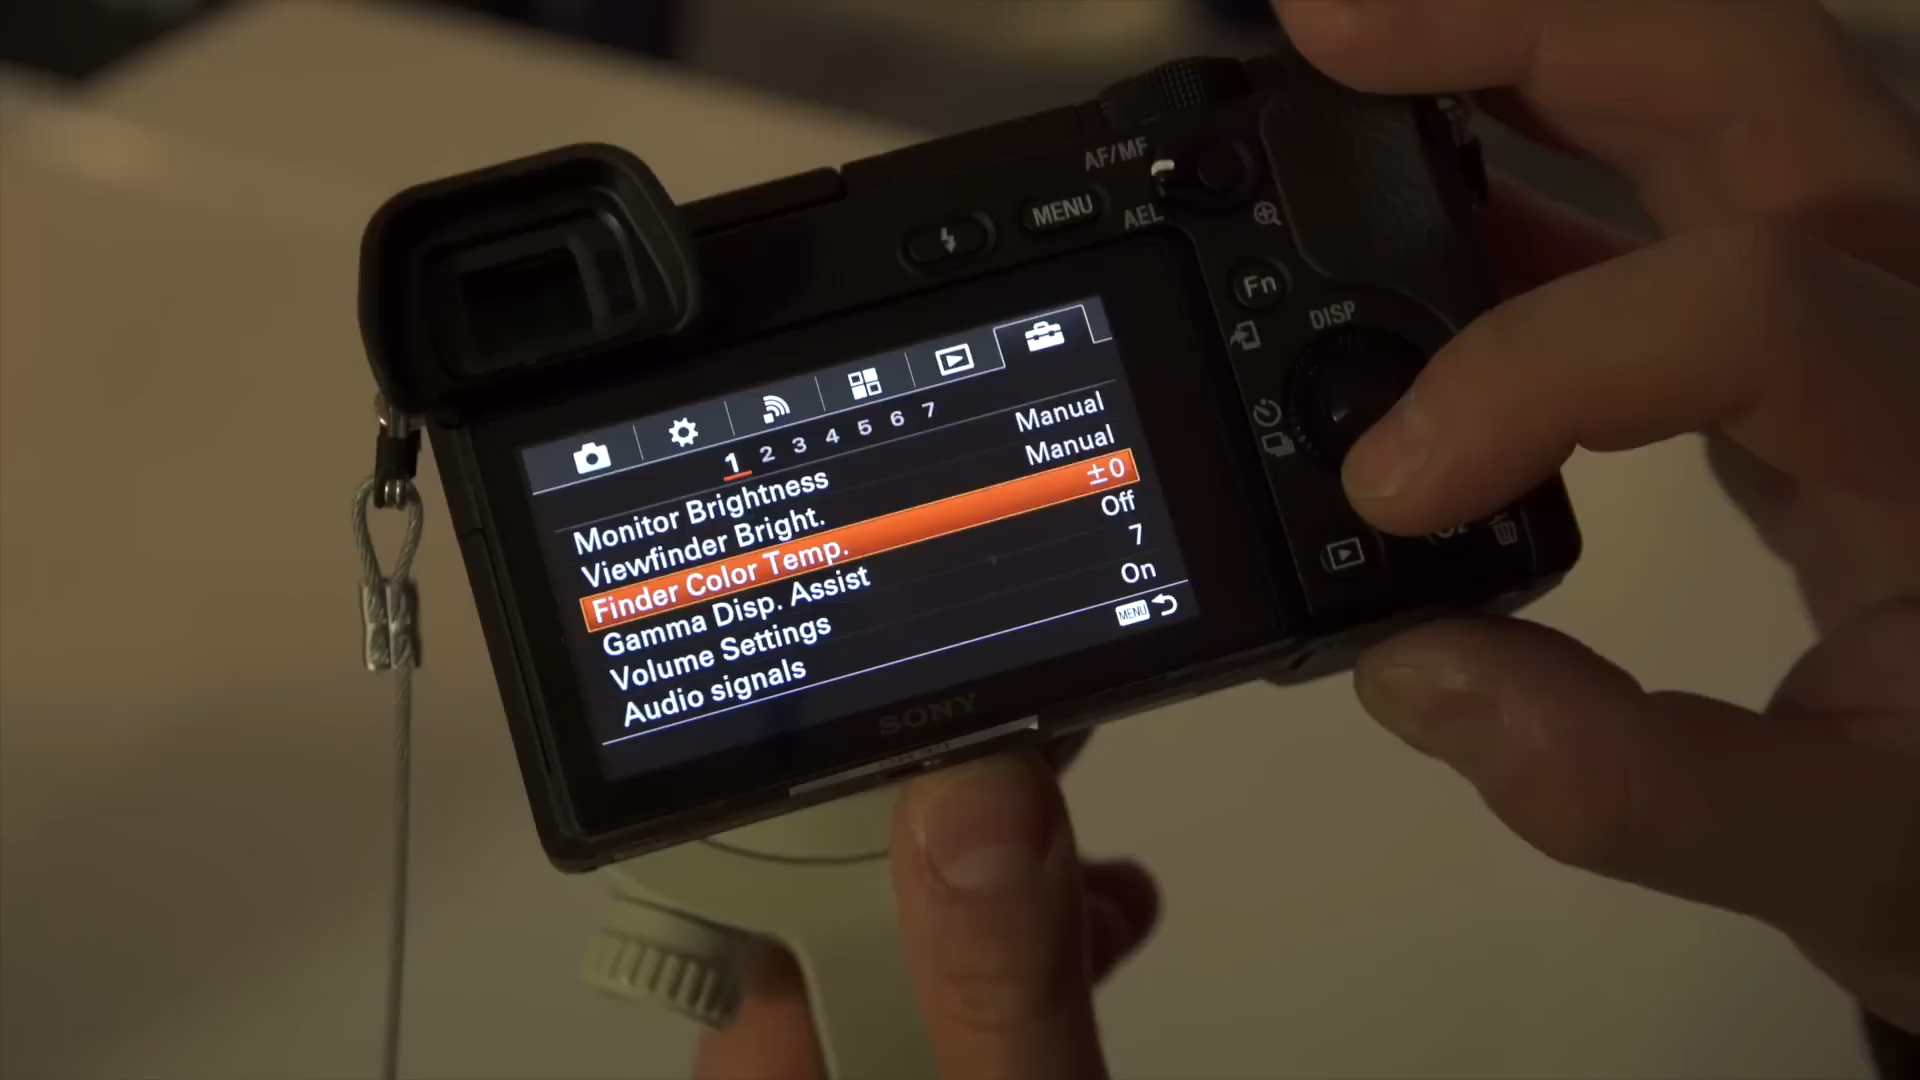 AF/MF
MENU
AEL
Fn
DISP
1 2 3 4 5 6 7
Monitor Brightness Manual
Viewfinder Bright. Manual
Finder Color Temp. ±0
Gamma Disp. Assist Off
Volume Settings 7
Audio signals On
MENU
SONY